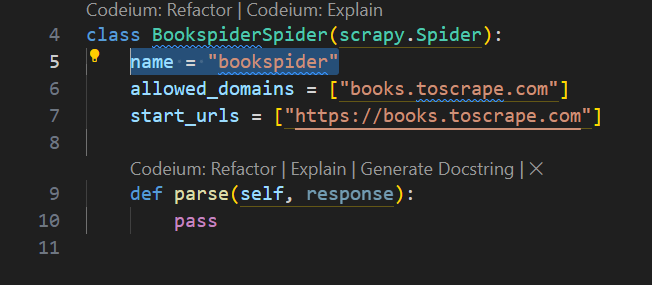 Codeium: Refactor | Codeium: Explain
4 class BookspiderSpider(scrapy.Spider):
5 name = "bookspider"
6 allowed_domains = ["books.toscrape.com"]
7 start_urls = ["https://books.toscrape.com"]
8
Codeium: Refactor | Explain | Generate Docstring | ×
9 def parse(self, response):
10 pass
11